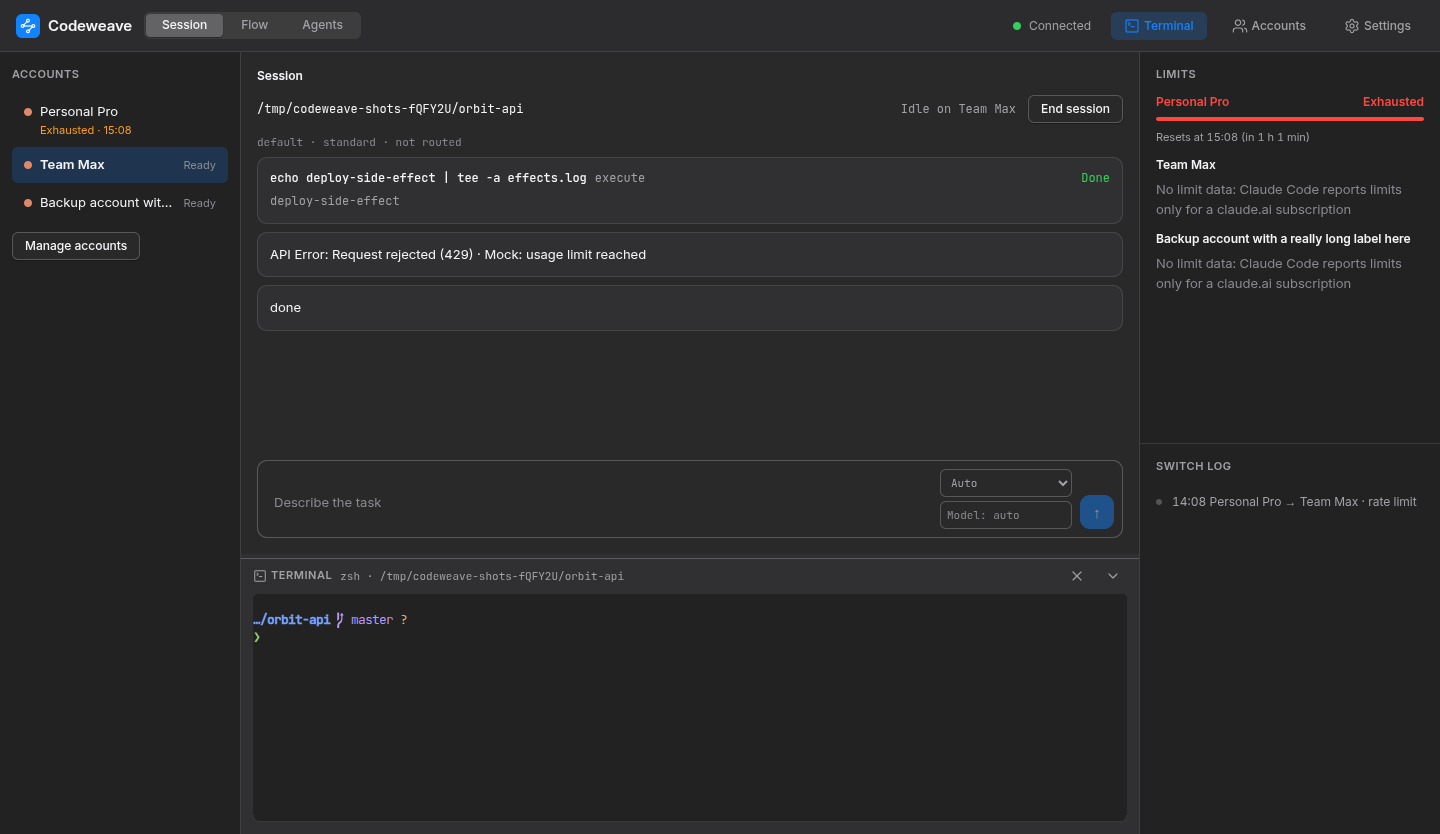 Codeweave
Session Flow Agents
Connected
Terminal
Accounts
Settings
ACCOUNTS
Personal Pro
Exhausted · 15:08
Team Max Ready
Backup account wit... Ready
Manage accounts
Session
/tmp/codeweave-shots-fQFY2U/orbit-api
Idle on Team Max
End session
default · standard · not routed
echo deploy-side-effect | tee -a effects.log execute Done
deploy-side-effect
API Error: Request rejected (429) · Mock: usage limit reached
done
Describe the task
Auto
Model: auto
↑
TERMINAL zsh · /tmp/codeweave-shots-fQFY2U/orbit-api
…/orbit-api master ?
❯
LIMITS
Personal Pro Exhausted
Resets at 15:08 (in 1 h 1 min)
Team Max
No limit data: Claude Code reports limits
only for a claude.ai subscription
Backup account with a really long label here
No limit data: Claude Code reports limits
only for a claude.ai subscription
SWITCH LOG
14:08 Personal Pro → Team Max · rate limit